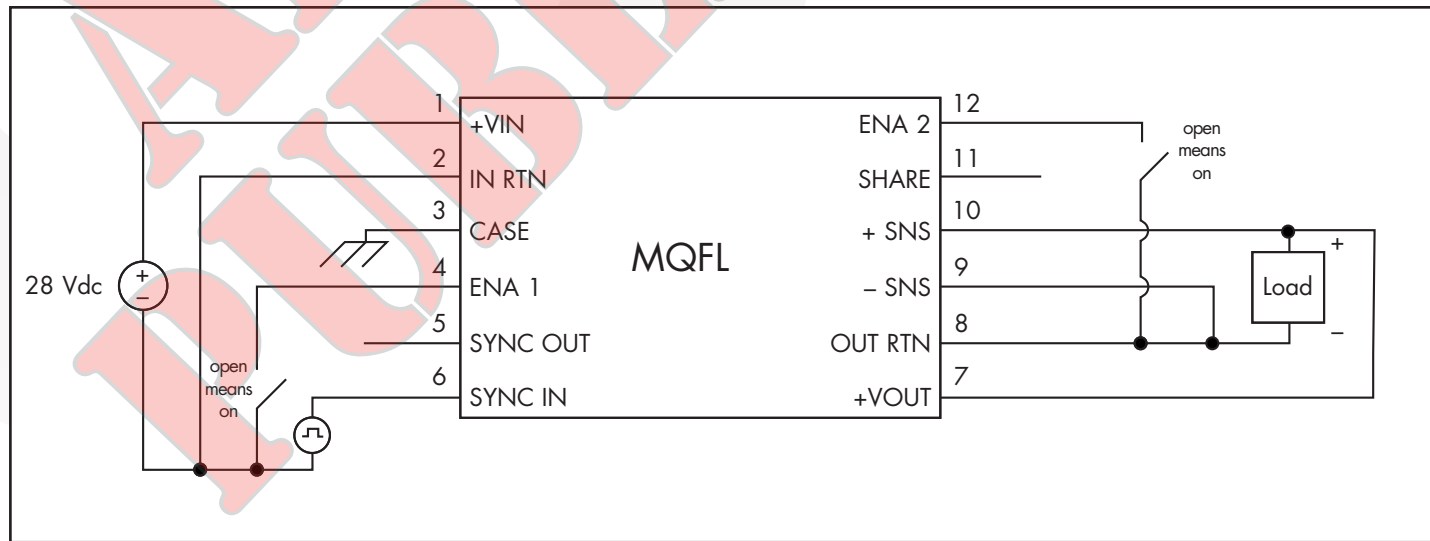 1
+VIN
2
IN RTN
3
CASE
4
ENA 1
5
SYNC OUT
6
SYNC IN
28 Vdc
+
−
open
means
on
MQFL
12
ENA 2
11
SHARE
10
+ SNS
9
− SNS
8
OUT RTN
7
+VOUT
open
means
on
+
Load
−